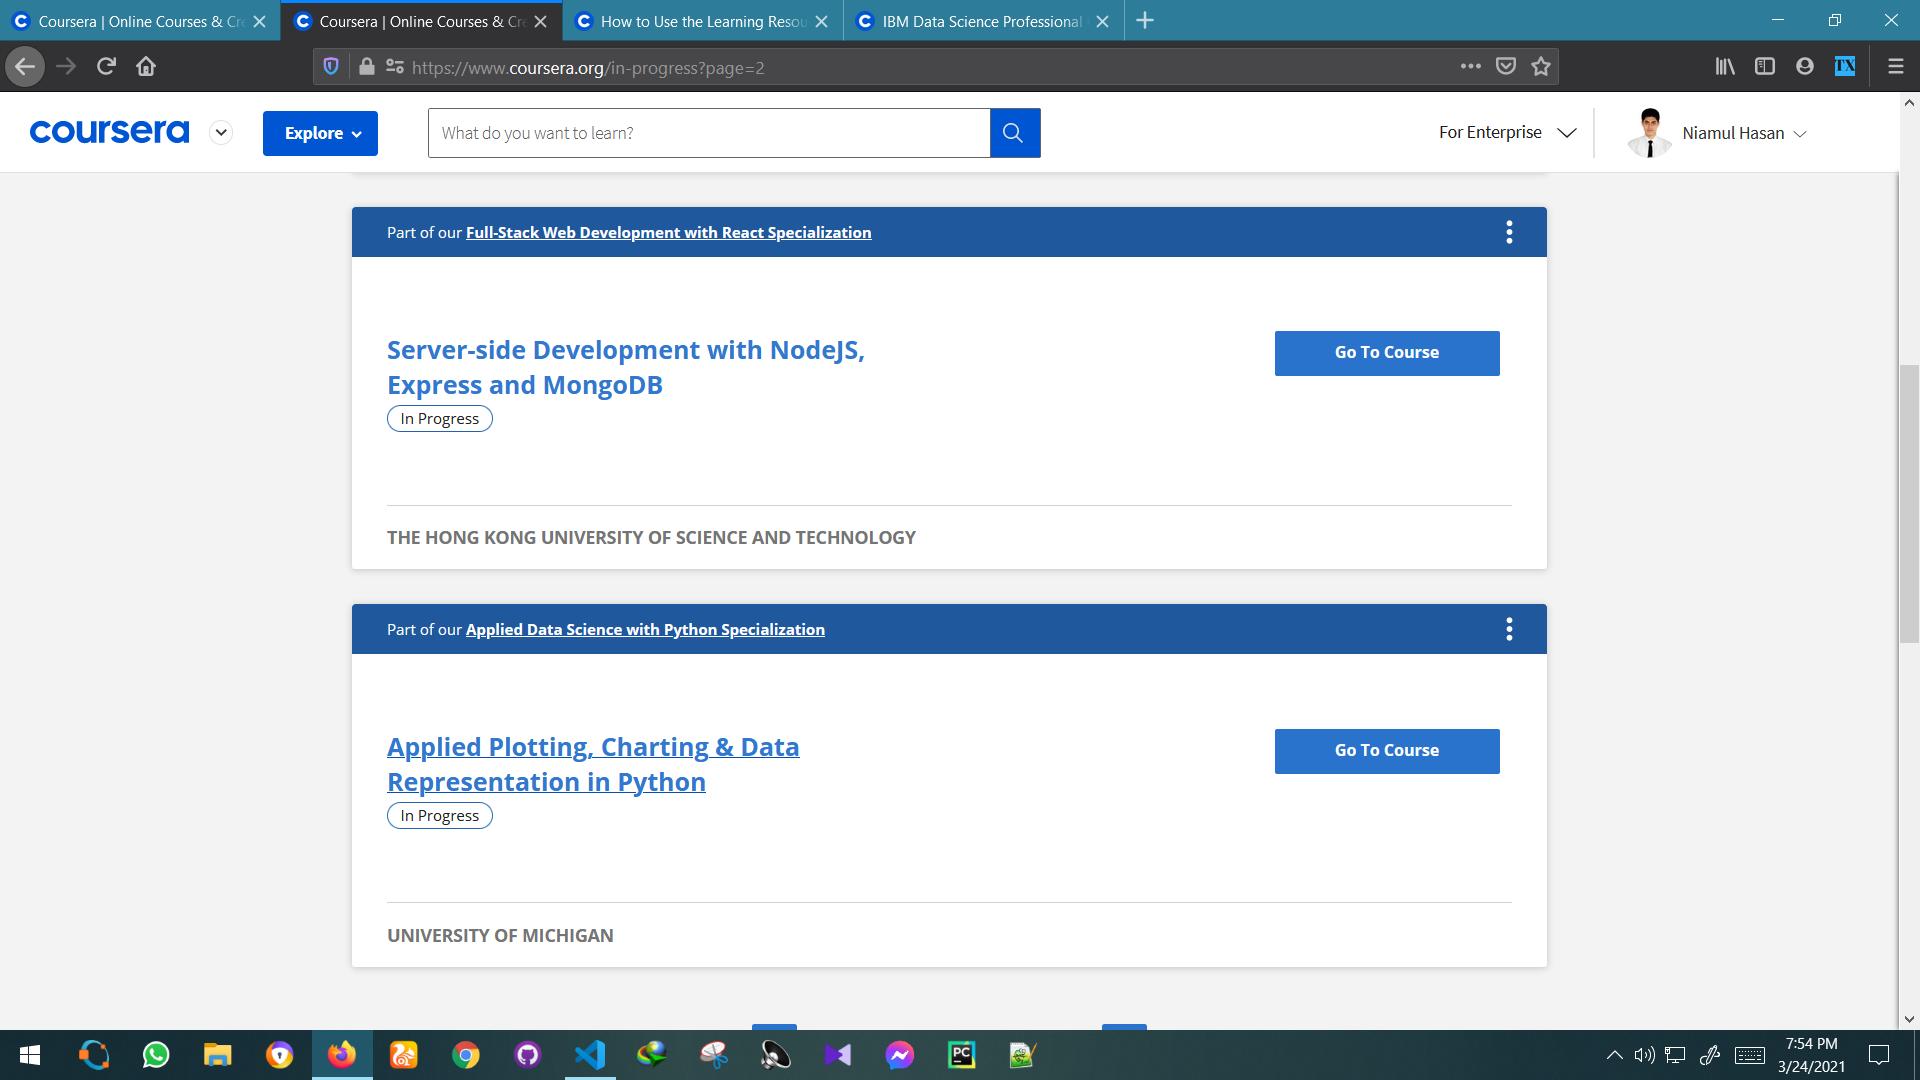 Coursera | Online Courses & Cre
Coursera | Online Courses & Cre
How to Use the Learning Resou
IBM Data Science Professional
https://www.coursera.org/in-progress?page=2
TX
coursera
Explore
What do you want to learn?
For Enterprise
Niamul Hasan
Part of our Full-Stack Web Development with React Specialization
Server-side Development with NodeJS,
Express and MongoDB
In Progress
Go To Course
THE HONG KONG UNIVERSITY OF SCIENCE AND TECHNOLOGY
Part of our Applied Data Science with Python Specialization
Applied Plotting, Charting & Data
Representation in Python
In Progress
Go To Course
UNIVERSITY OF MICHIGAN
PC
7:54 PM
3/24/2021